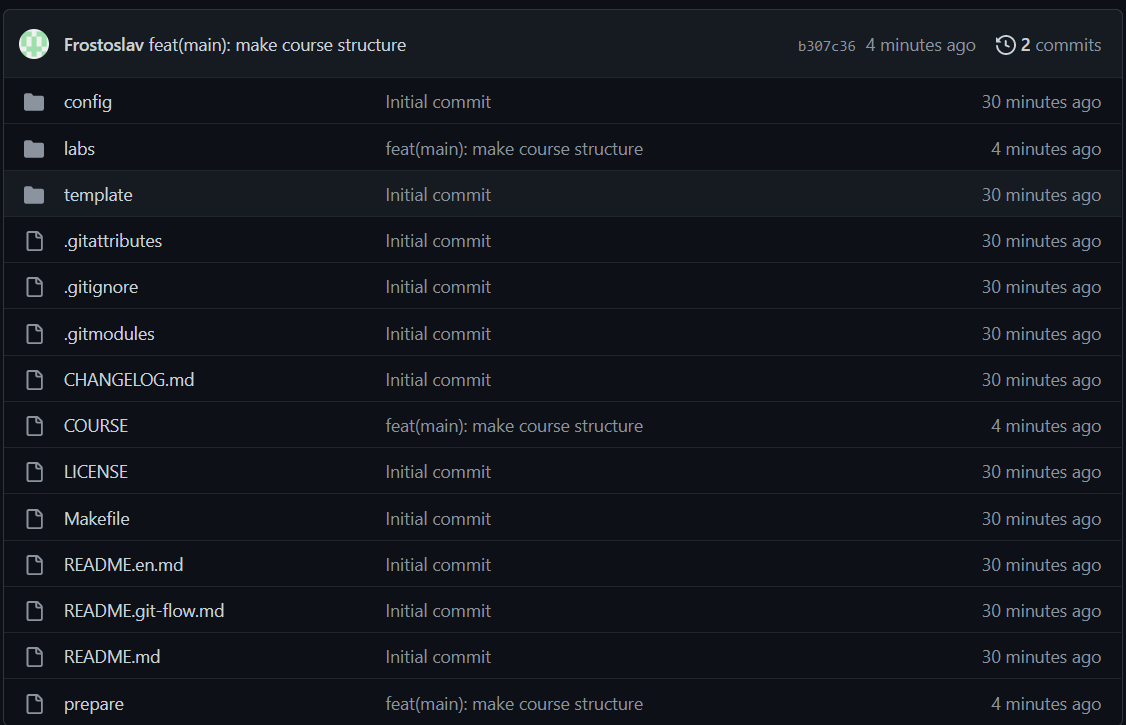 Frostoslav feat(main): make course structure b307c36 4 minutes ago 2 commits
config Initial commit 30 minutes ago
labs feat(main): make course structure 4 minutes ago
template Initial commit 30 minutes ago
.gitattributes Initial commit 30 minutes ago
.gitignore Initial commit 30 minutes ago
.gitmodules Initial commit 30 minutes ago
CHANGELOG.md Initial commit 30 minutes ago
COURSE feat(main): make course structure 4 minutes ago
LICENSE Initial commit 30 minutes ago
Makefile Initial commit 30 minutes ago
README.en.md Initial commit 30 minutes ago
README.git-flow.md Initial commit 30 minutes ago
README.md Initial commit 30 minutes ago
prepare feat(main): make course structure 4 minutes ago